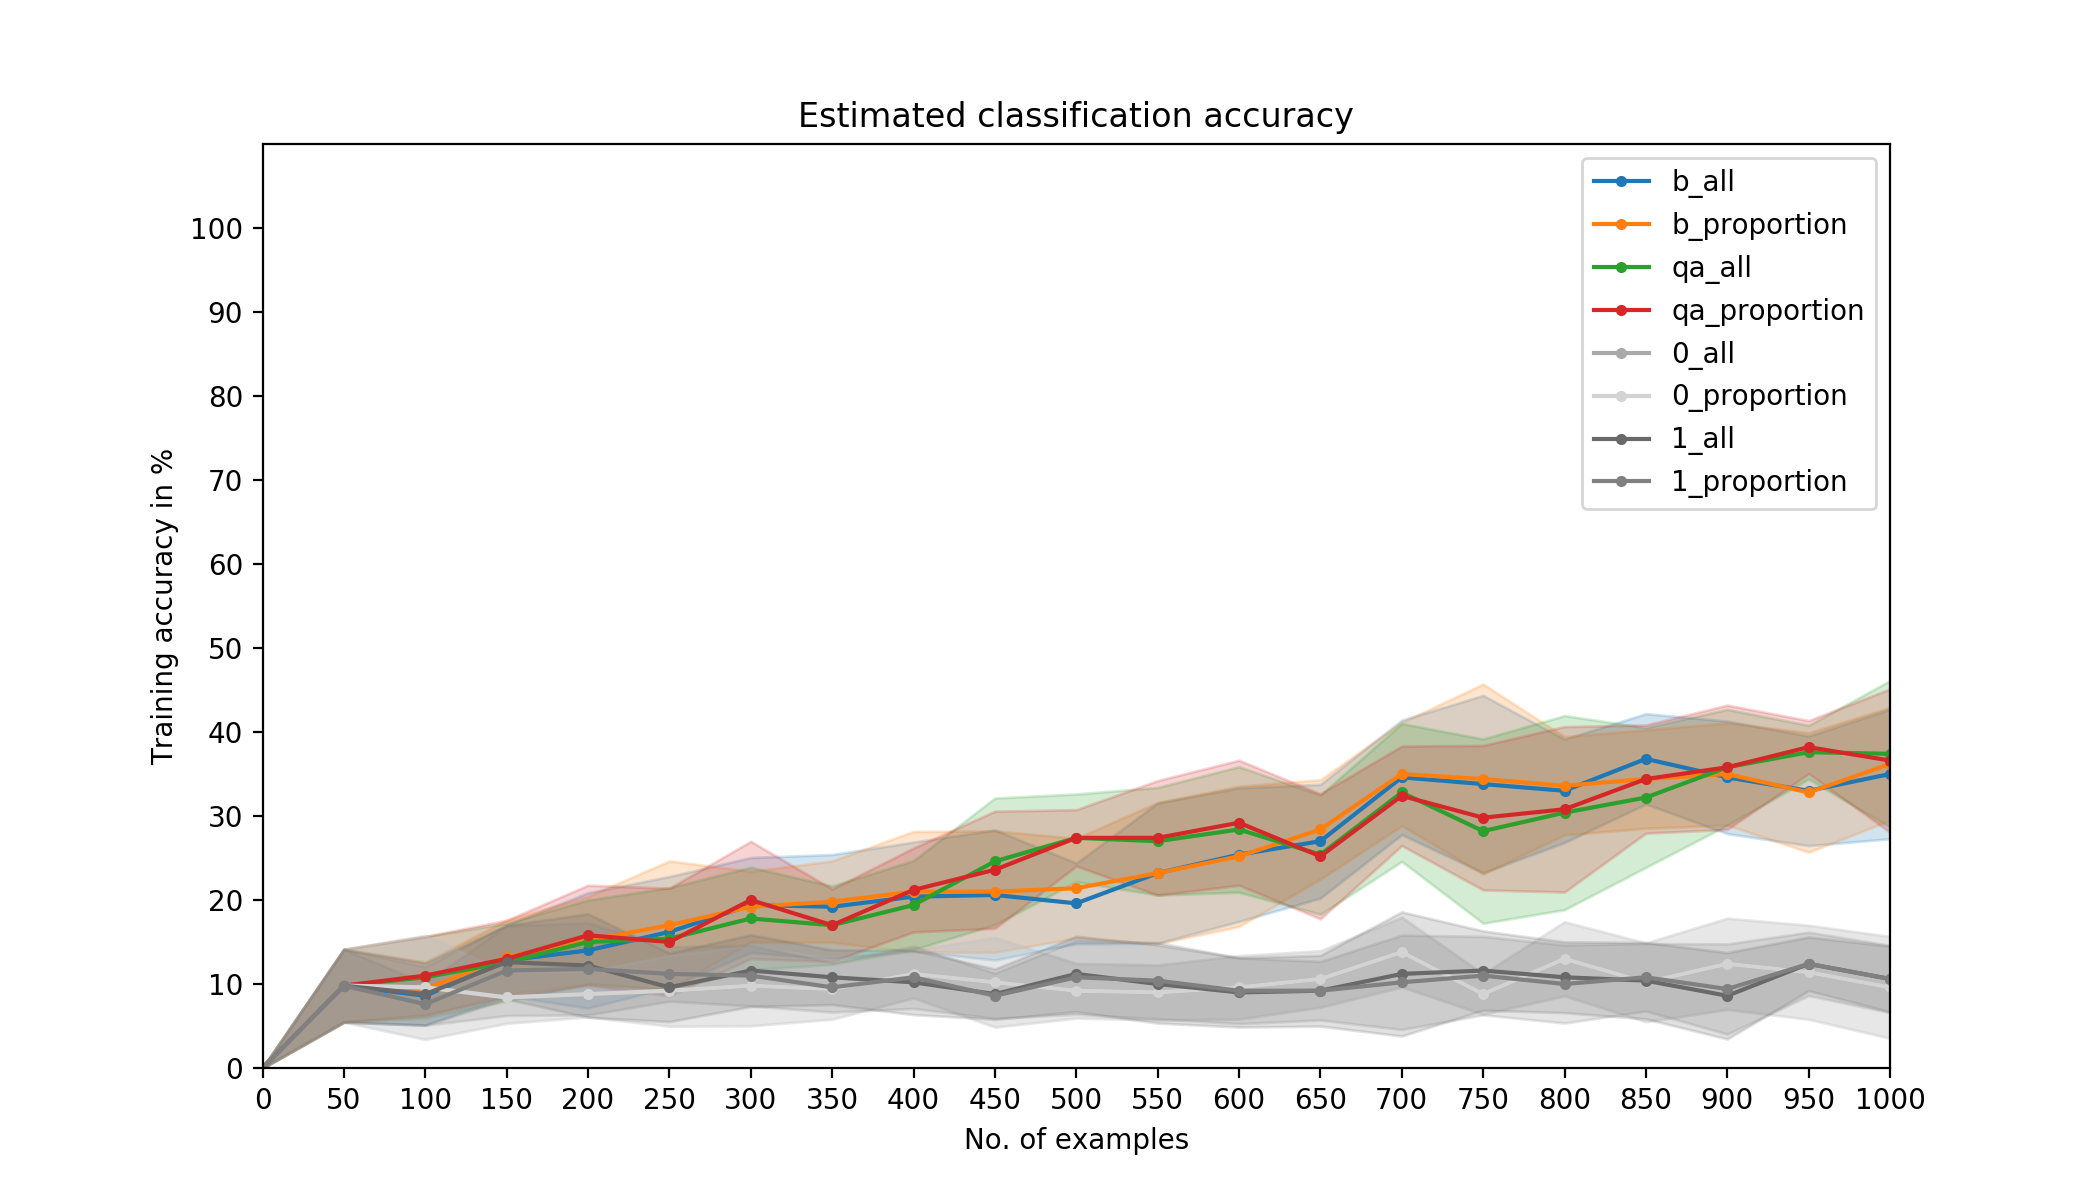 Estimated classification accuracy
b_all
b_proportion
qa_all
qa_proportion
0_all
0_proportion
1_all
1_proportion
100
90
80
70
60
50
40
30
20
10
0
Training accuracy in %
0 50 100 150 200 250 300 350 400 450 500 550 600 650 700 750 800 850 900 950 1000
No. of examples